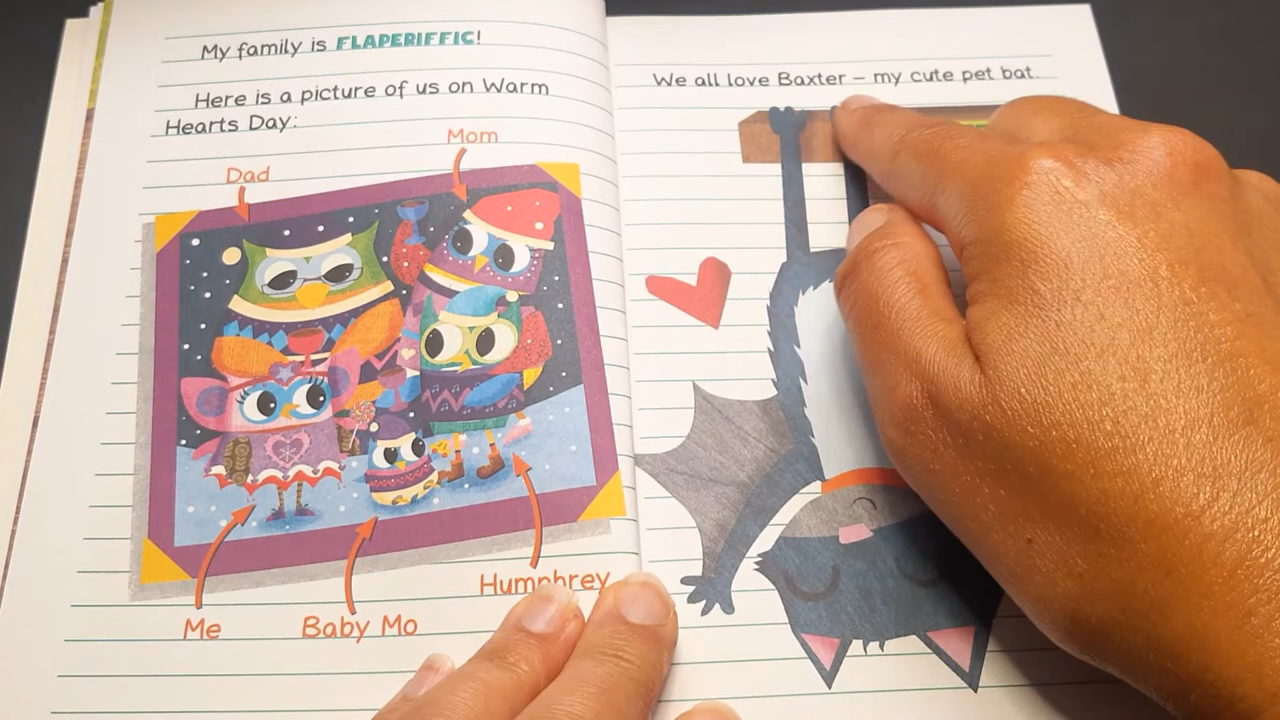 My family is FLAPERIFFIC!
Here is a picture of us on Warm
Hearts Day:
Mom
Dad
Humphrey
Me
Baby Mo
We all love Baxter – my cute pet bat.